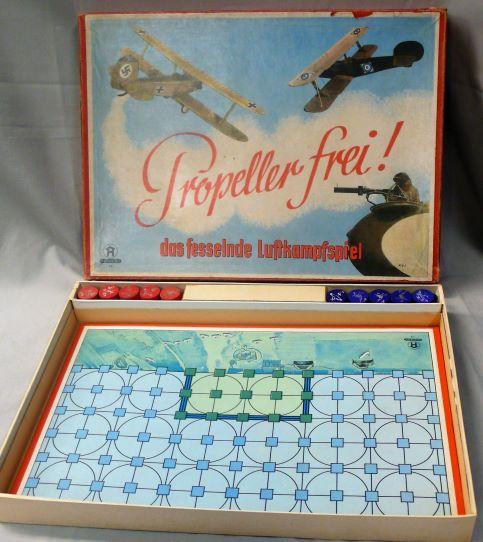 Propeller frei!
das fesselnde Luftkampfspiel